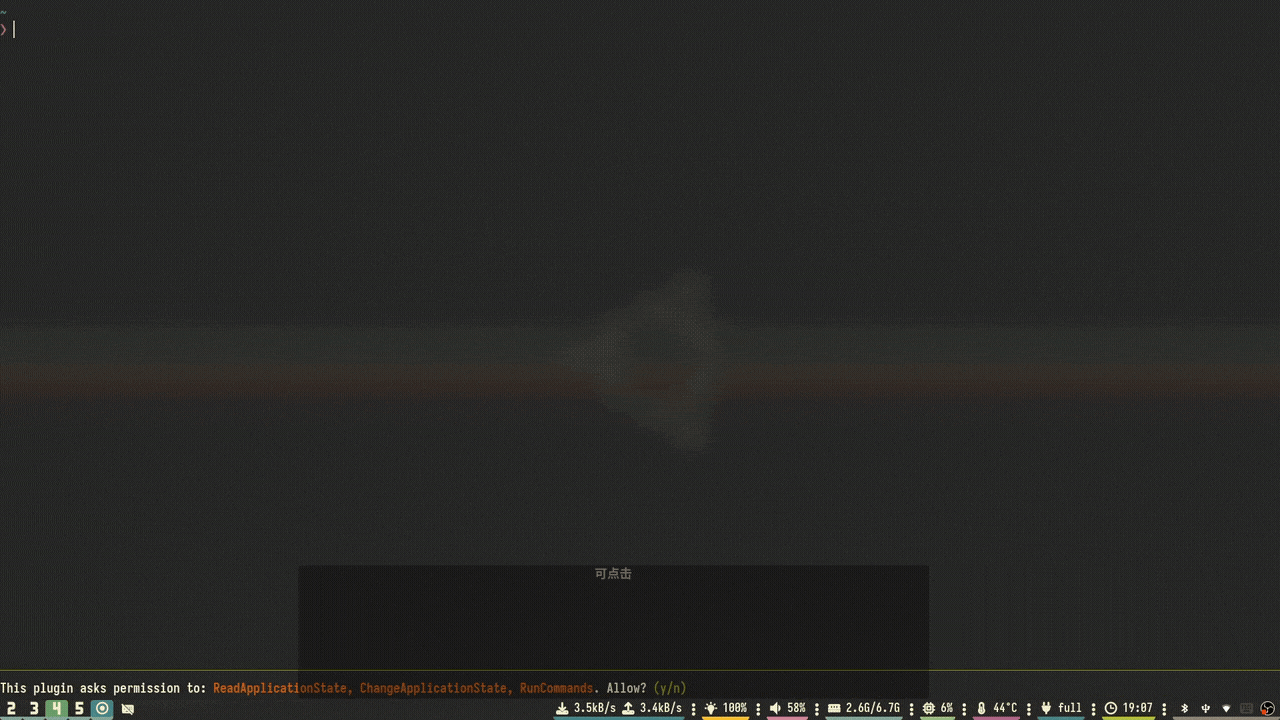 ~
❯
可点击
This plugin asks permission to: ReadApplicationState, ChangeApplicationState, RunCommands. Allow? (y/n)
2 3 4 5 3.5kB/s 3.4kB/s 100% 58% 2.6G/6.7G 6% 44°C full 19:07